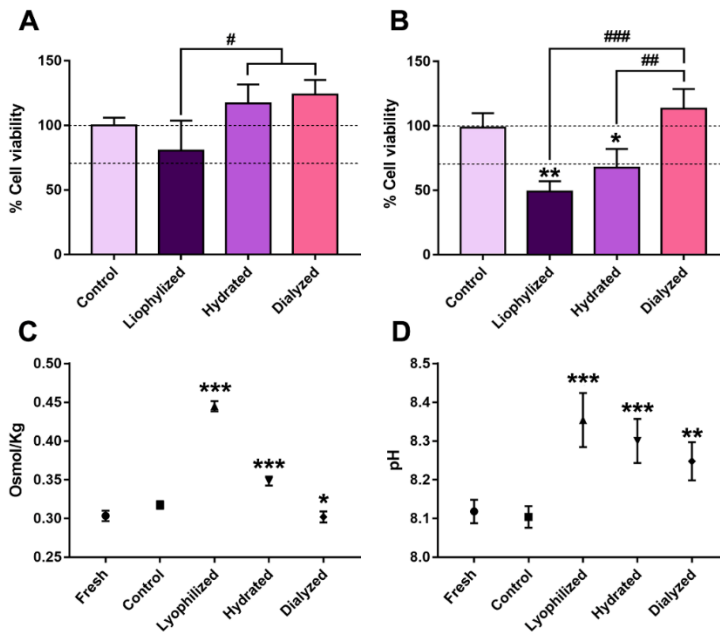 A
#
% Cell viability
150
100
50
0
Control
Liophylized
Hydrated
Dialyzed
B
###
##
% Cell viability
150
100
50
0
**
*
Control
Liophylized
Hydrated
Dialyzed
C
Osmol/Kg
0.50
0.45
0.40
0.35
0.30
0.25
***
***
*
Fresh
Control
Lyophilized
Hydrated
Dialyzed
D
pH
8.5
8.4
8.3
8.2
8.1
8.0
***
***
**
Fresh
Control
Lyophilized
Hydrated
Dialyzed